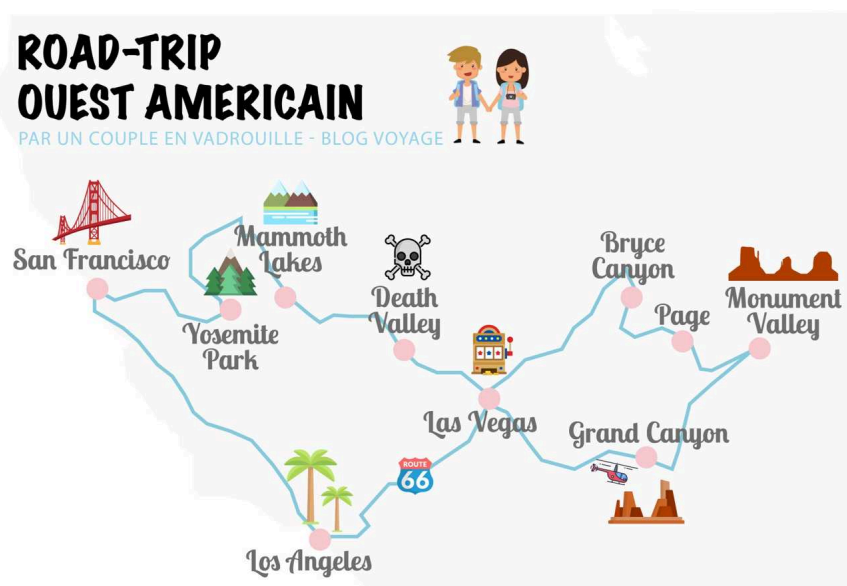 ROAD-TRIP
OUEST AMERICAIN
PAR UN COUPLE EN VADROUILLE - BLOG VOYAGE
San Francisco
Mammoth
Lakes
Yosemite
Park
Death
Valley
Bryce
Canyon
Page
Monument
Valley
Las Vegas
Grand Canyon
ROUTE
66
Los Angeles